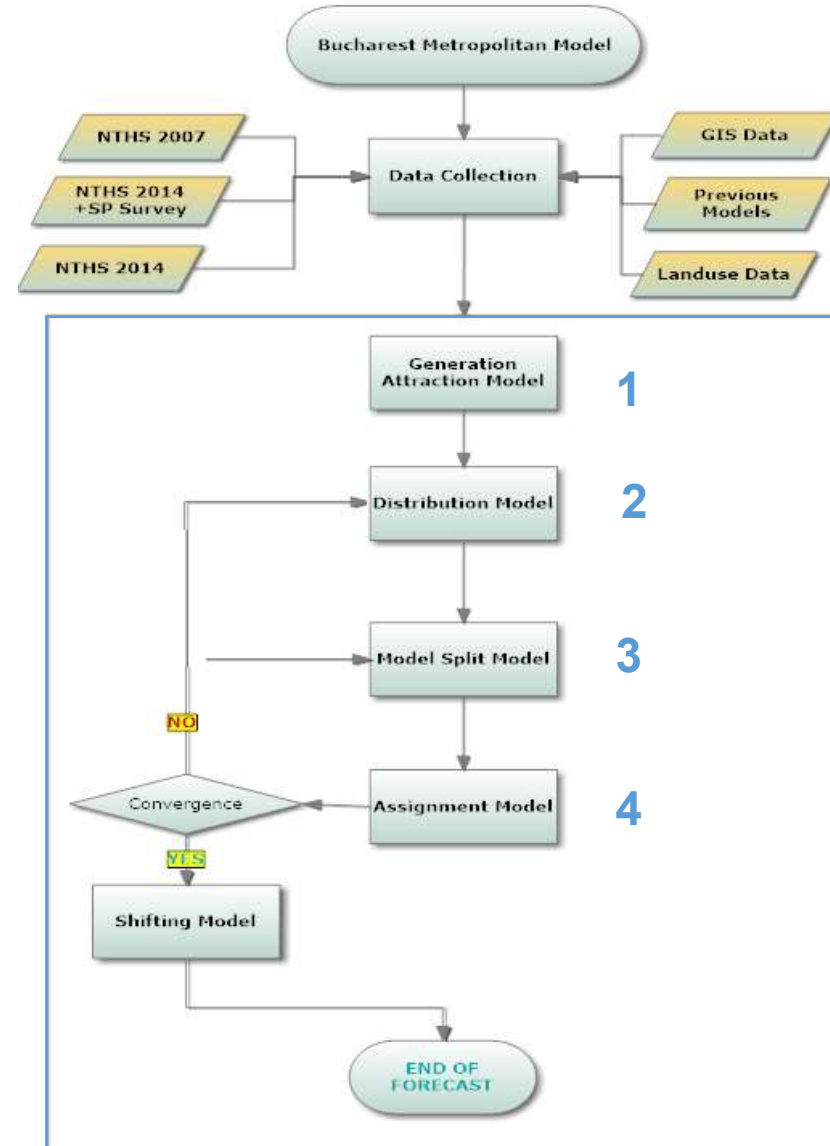 Bucharest Metropolitan Model
NTHS 2007
NTHS 2014
+SP Survey
NTHS 2014
Data Collection
GIS Data
Previous
Models
Landuse Data
Generation
Attraction Model
1
Distribution Model
2
Model Split Model
3
NO
Convergence
Assignment Model
4
YES
Shifting Model
END OF
FORECAST